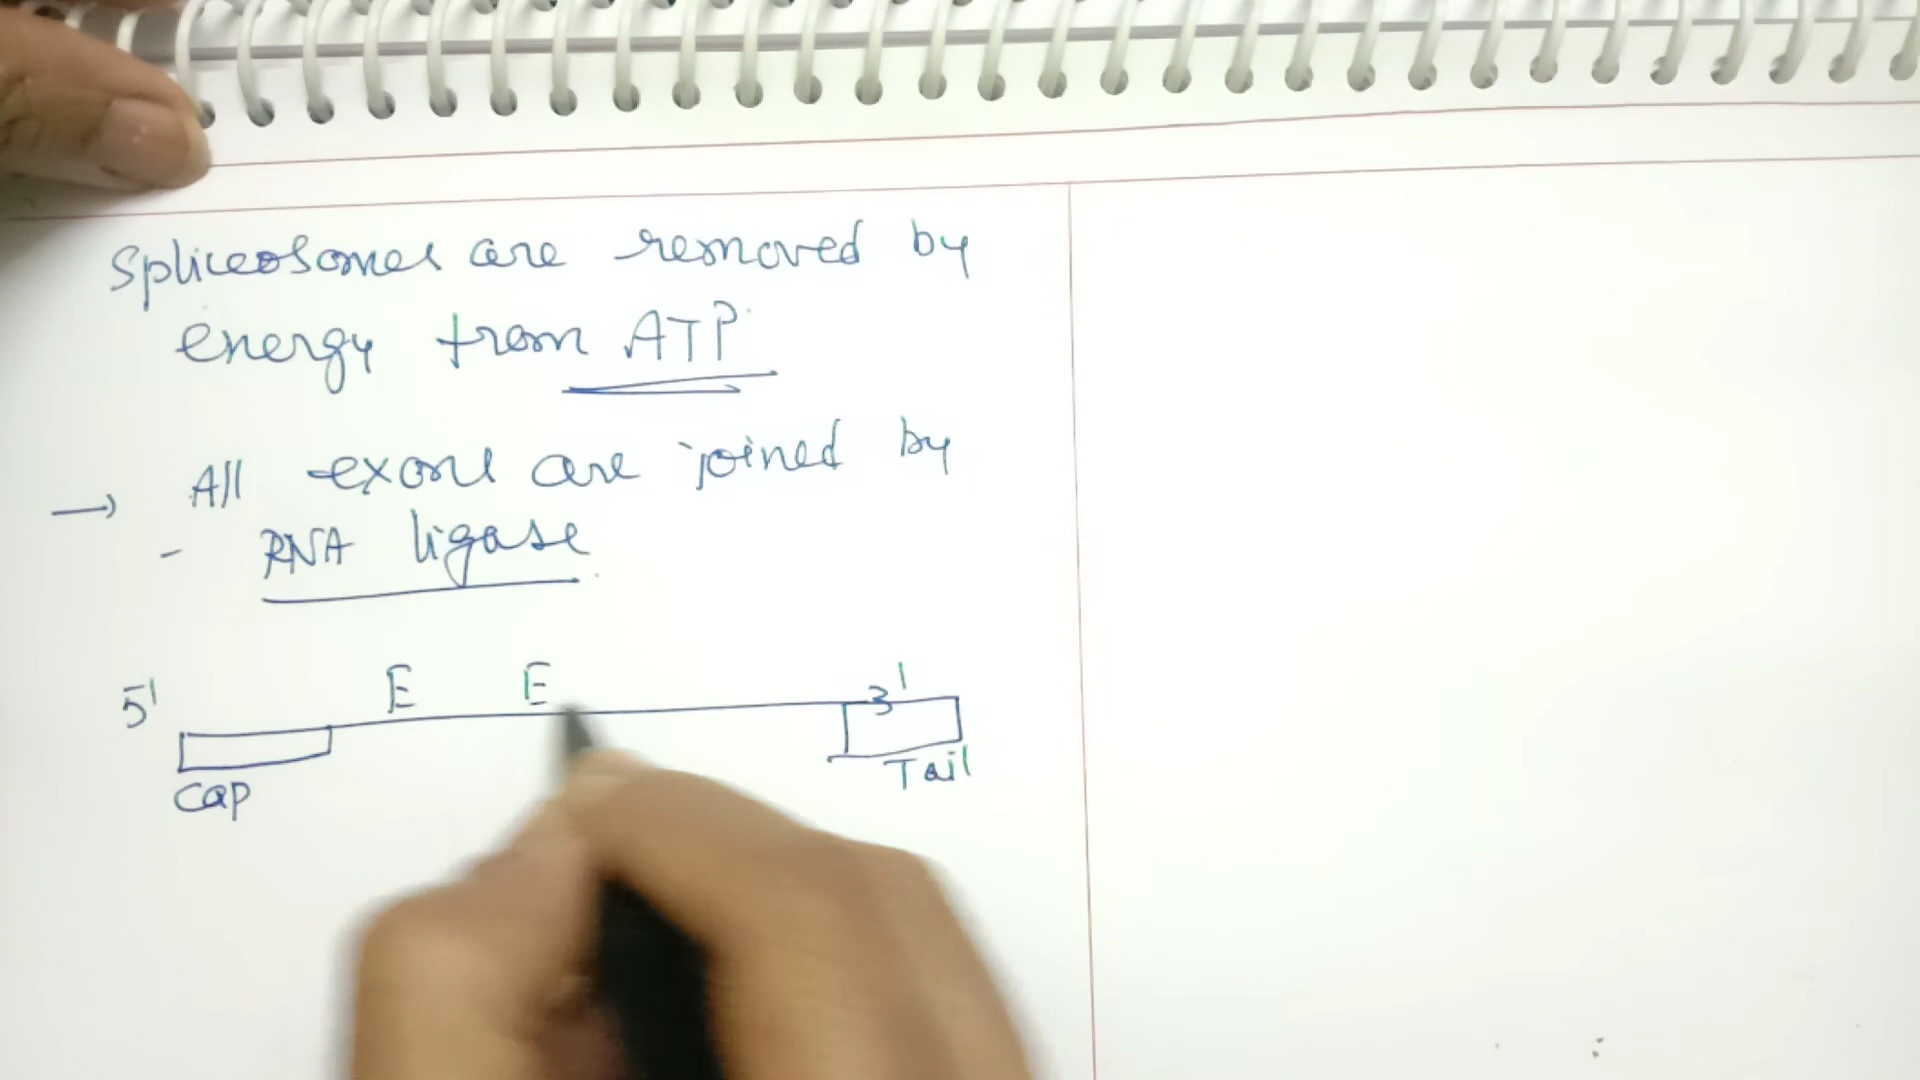 Spliceosomes are removed by
energy from ATP
→ All exons are joined by
- RNA ligase
5' E E 3'
Cap Tail